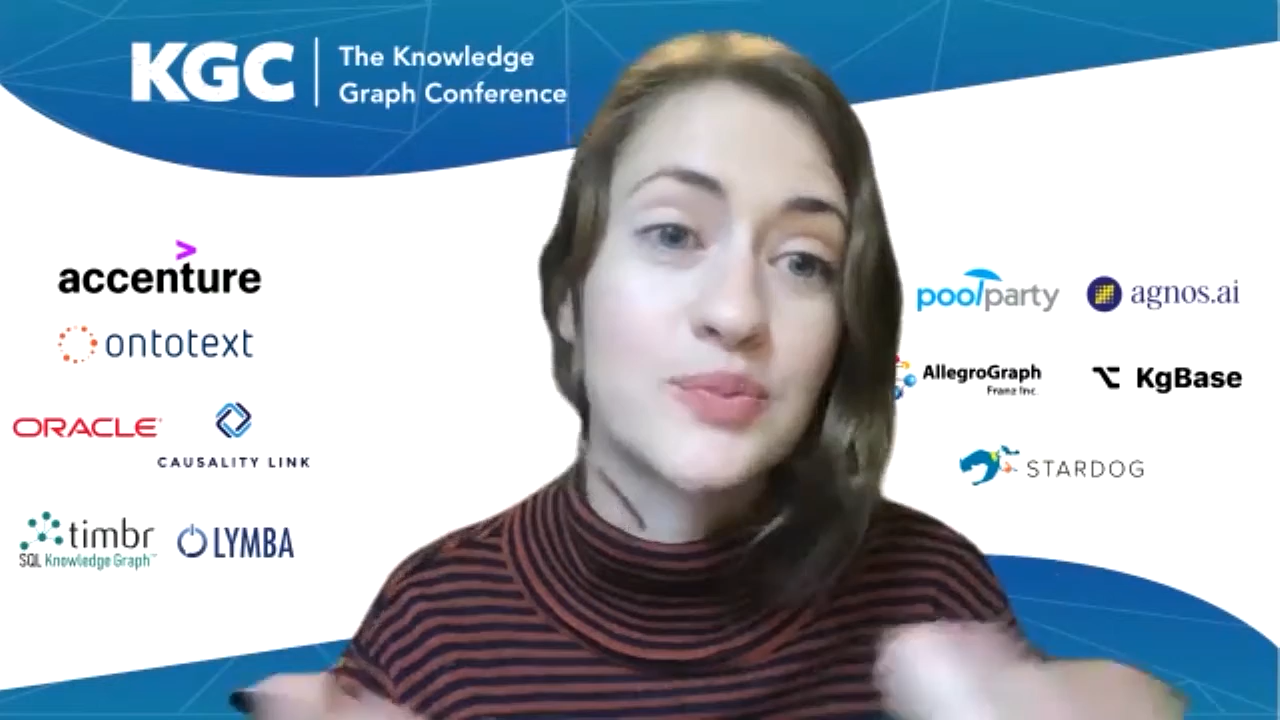 KGC
The Knowledge
Graph Conference
accenture
ontotext
ORACLE
CAUSALITY LINK
timbr
SQL Knowledge Graph™
LYMBA
poolparty
agnos.ai
AllegroGraph
Franz Inc.
KgBase
STARDOG